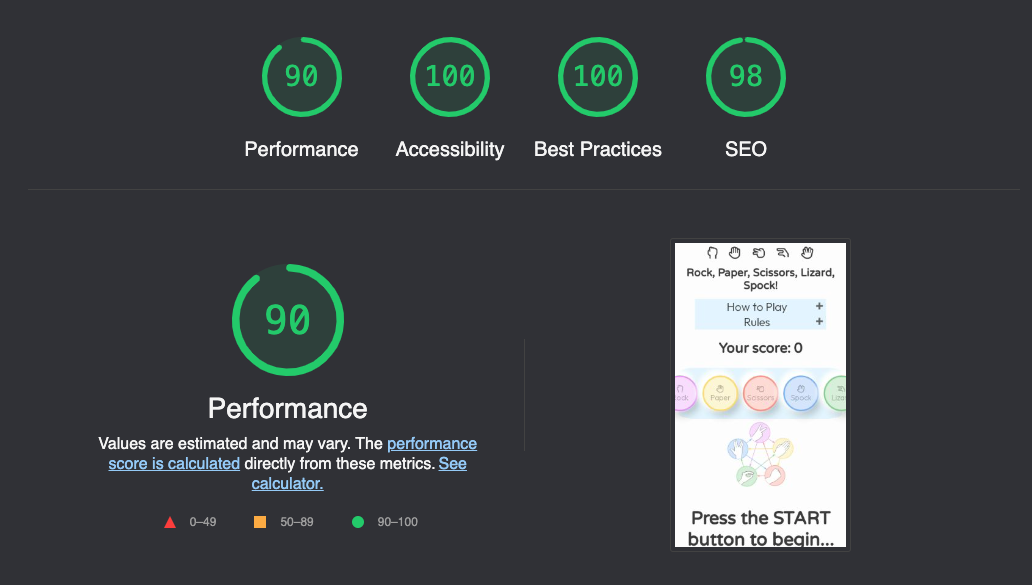 90
100
100
98
Performance
Accessibility
Best Practices
SEO
90
Performance
Values are estimated and may vary. The performance
score is calculated directly from these metrics. See
calculator.
0–49
50–89
90–100
Rock, Paper, Scissors, Lizard,
Spock!
How to Play +
Rules +
Your score: 0
ock
Paper
Scissors
Spock
Liza
Press the START
button to begin...